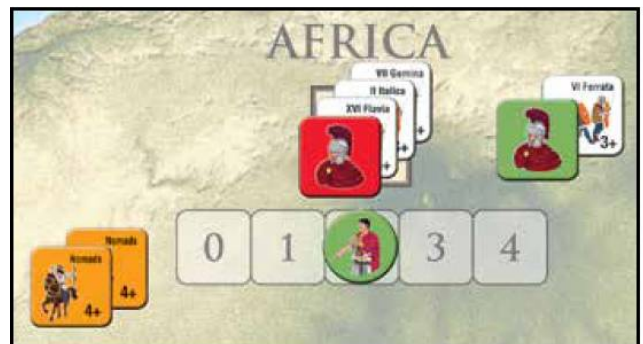 AFRICA
VII Gemina
II Italica
XVI Flavia
VI Ferrata
3+
0 1 3 4
Nomads
Nomads
4+
4+